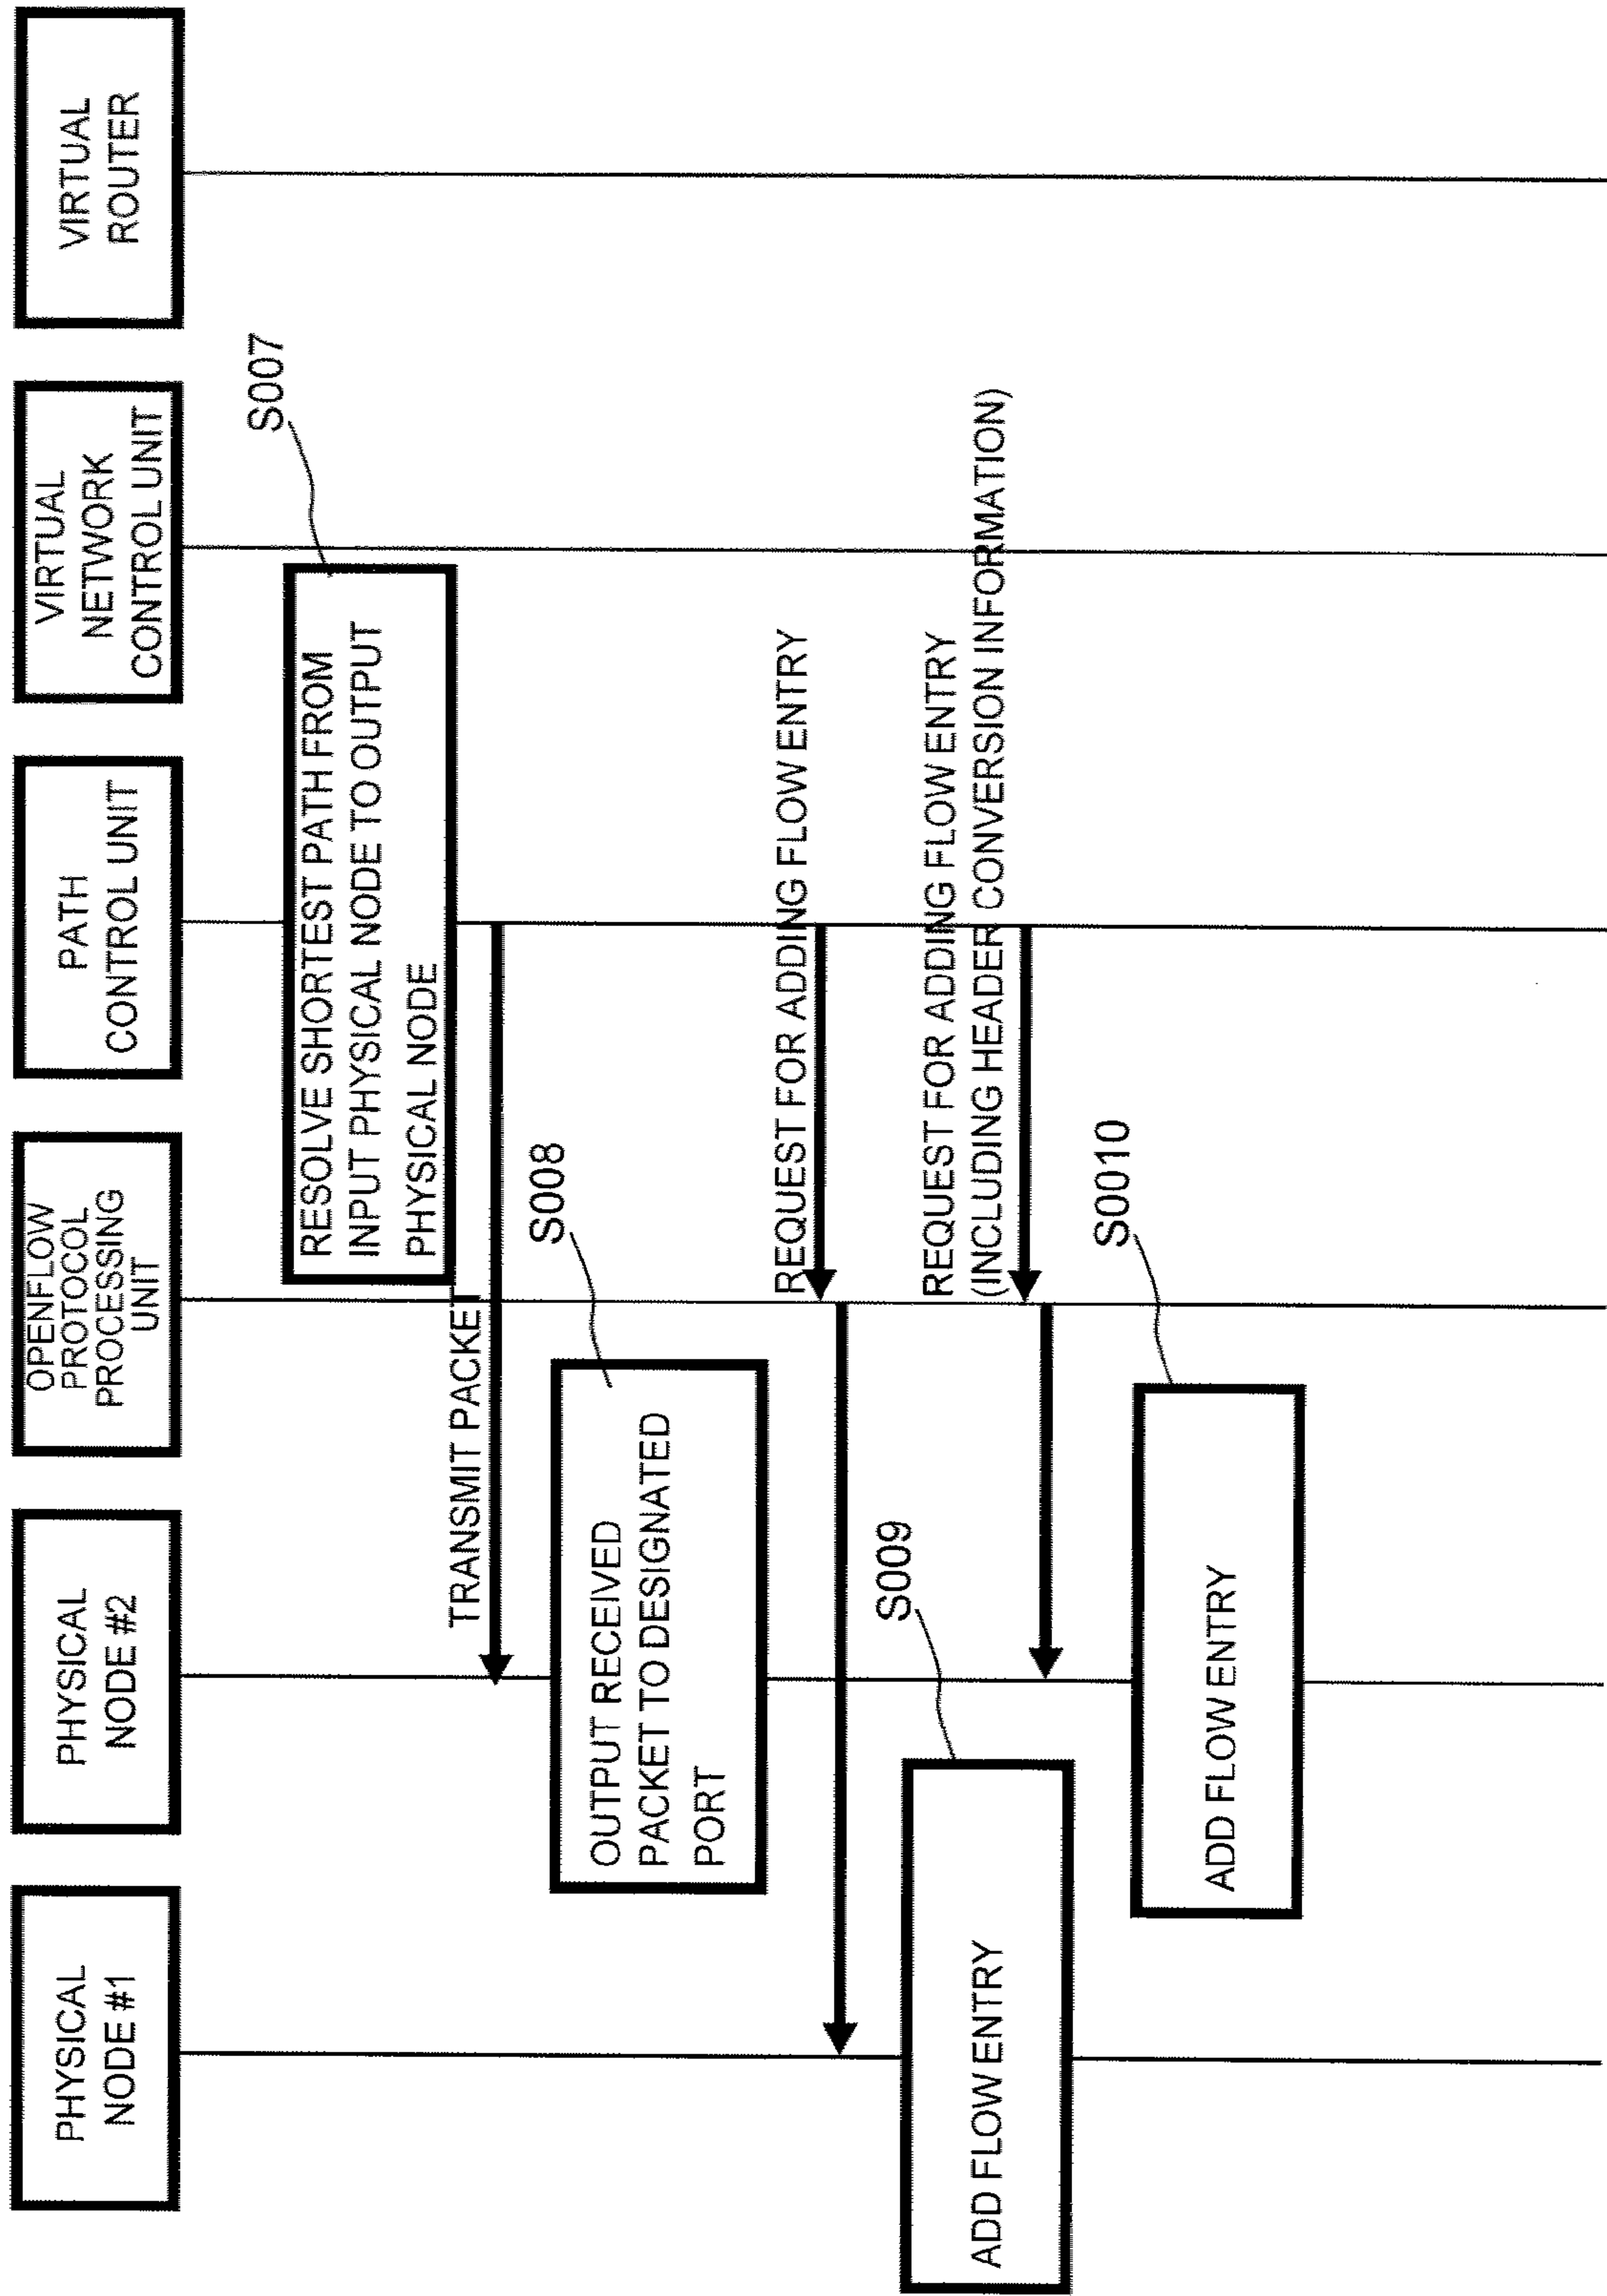 PHYSICAL
NODE #1
PHYSICAL
NODE #2
OPENFLOW
PROTOCOL
PROCESSING
UNIT
PATH
CONTROL UNIT
VIRTUAL
NETWORK
CONTROL UNIT
VIRTUAL
ROUTER
S007
RESOLVE SHORTEST PATH FROM
INPUT PHYSICAL NODE TO OUTPUT
PHYSICAL NODE
TRANSMIT PACKET
S008
OUTPUT RECEIVED
PACKET TO DESIGNATED
PORT
REQUEST FOR ADDING FLOW ENTRY
S009
ADD FLOW ENTRY
REQUEST FOR ADDING FLOW ENTRY
(INCLUDING HEADER CONVERSION INFORMATION)
S0010
ADD FLOW ENTRY